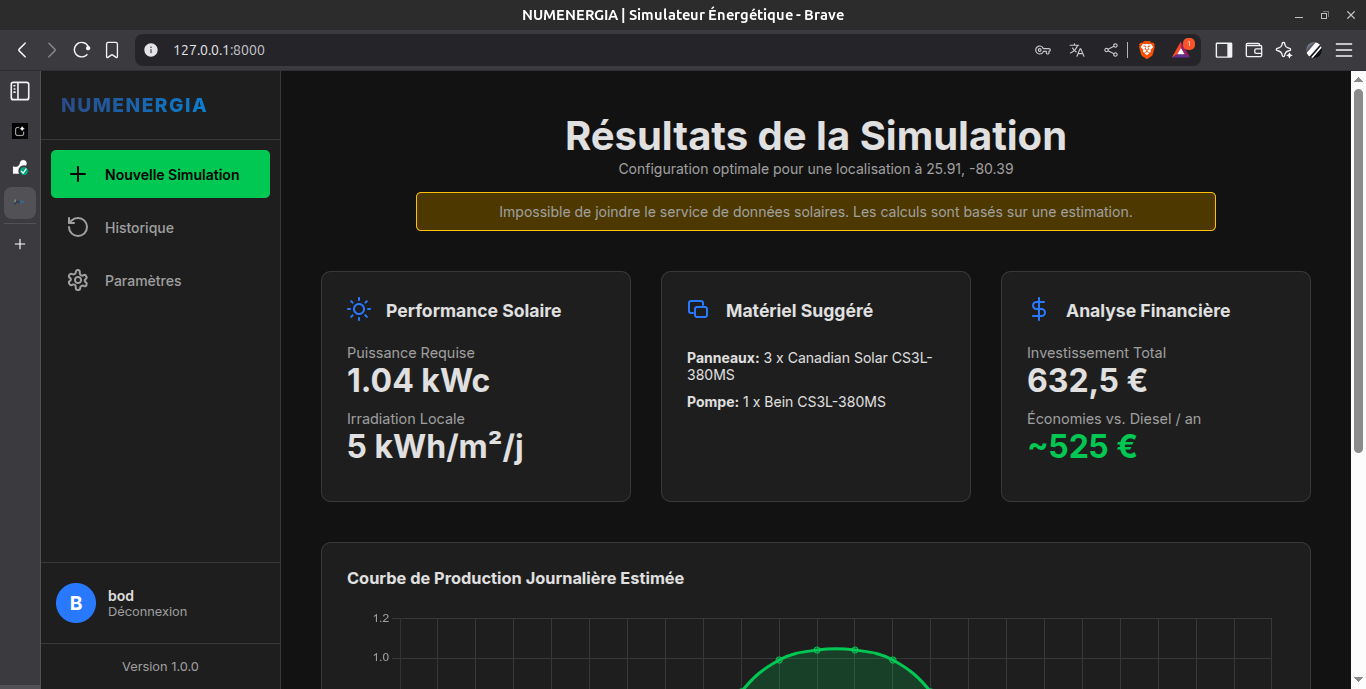 NUMENERGIA | Simulateur Énergétique - Brave
127.0.0.1:8000
1
NUMENERGIA
Nouvelle Simulation
Historique
Paramètres
B
bod
Déconnexion
Version 1.0.0
Résultats de la Simulation
Configuration optimale pour une localisation à 25.91, -80.39
Impossible de joindre le service de données solaires. Les calculs sont basés sur une estimation.
Performance Solaire
Puissance Requise
1.04 kWc
Irradiation Locale
5 kWh/m²/j
Matériel Suggéré
Panneaux: 3 x Canadian Solar CS3L-
380MS
Pompe: 1 x Bein CS3L-380MS
Analyse Financière
Investissement Total
632,5 €
Économies vs. Diesel / an
~525 €
Courbe de Production Journalière Estimée
1.2
1.0